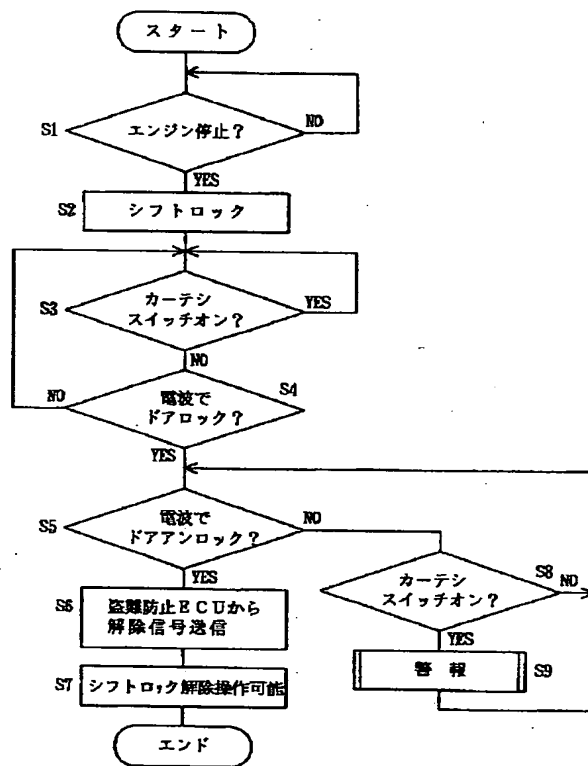 スタート
S1
エンジン停止?
NO
YES
S2
シフトロック
S3
カーテシ
スイッチオン?
YES
NO
S4
電波で
ドアロック?
NO
YES
S5
電波で
ドアアンロック?
NO
YES
S8
カーテシ
スイッチオン?
NO
YES
S6
盗難防止ECUから
解除信号送信
警報
S9
S7
シフトロック解除操作可能
エンド